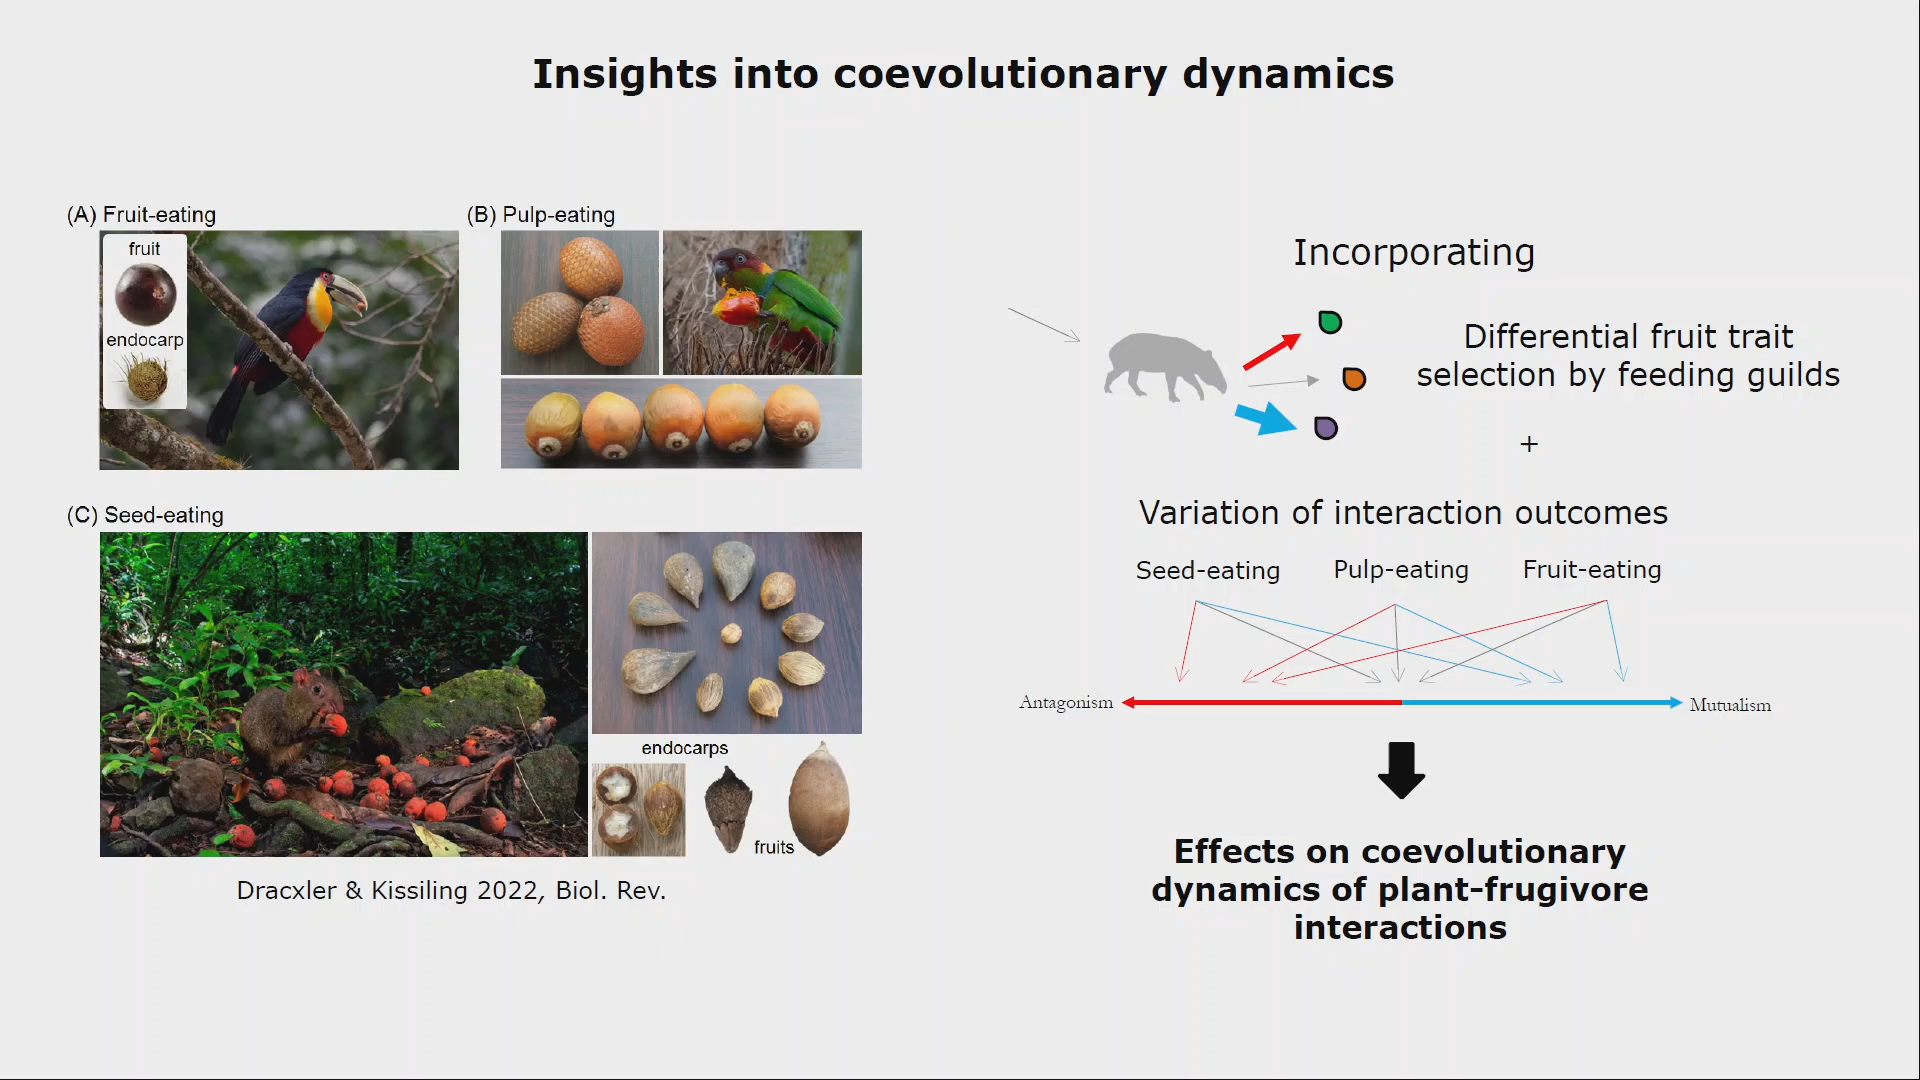 Insights into coevolutionary dynamics
(A) Fruit-eating
fruit
endocarp
(B) Pulp-eating
(C) Seed-eating
endocarps
fruits
Dracxler & Kissiling 2022, Biol. Rev.
Incorporating
Differential fruit trait
selection by feeding guilds
+
Variation of interaction outcomes
Seed-eating Pulp-eating Fruit-eating
Antagonism Mutualism
Effects on coevolutionary
dynamics of plant-frugivore
interactions